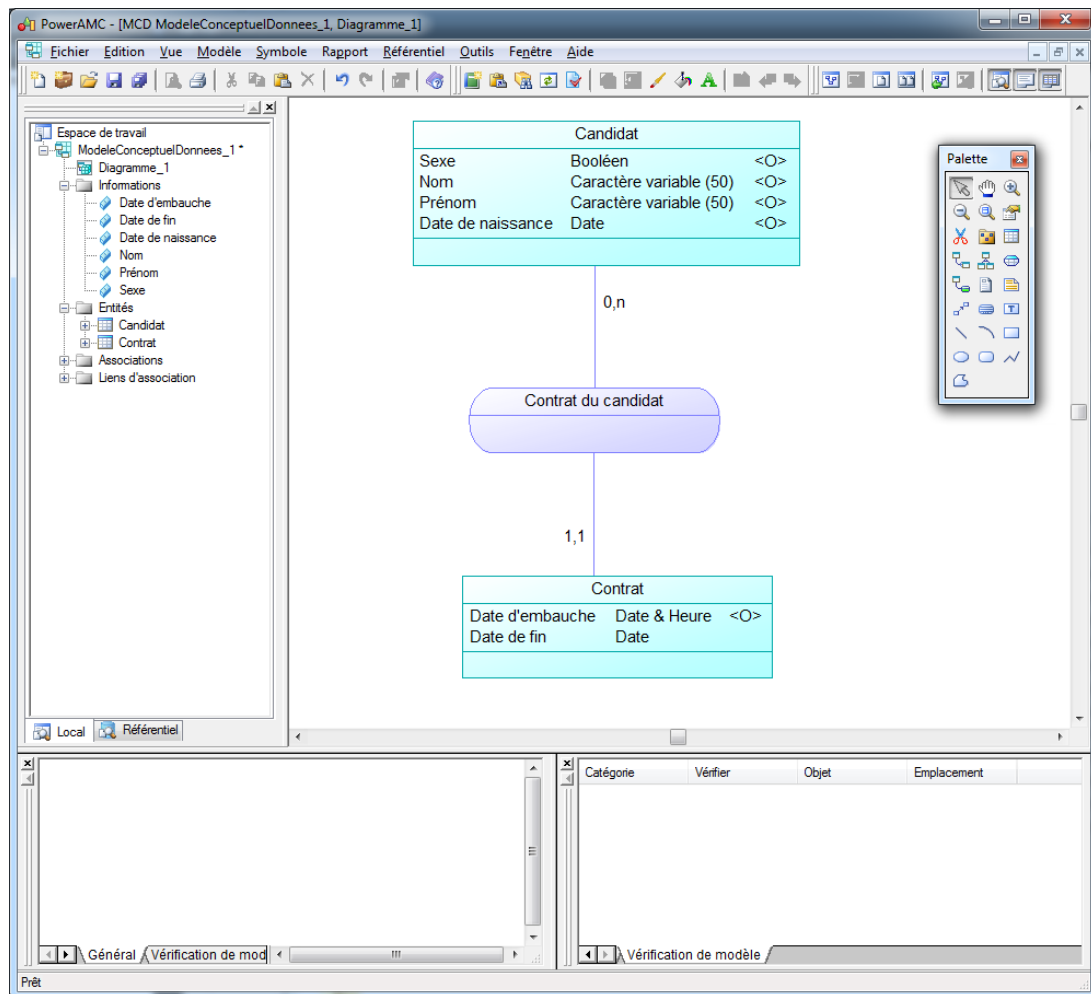 PowerAMC - [MCD ModeleConceptuelDonnees_1, Diagramme_1]
Fichier Edition Vue Modèle Symbole Rapport Référentiel Outils Fenêtre Aide
Espace de travail
ModeleConceptuelDonnees_1 *
Diagramme_1
Informations
Date d'embauche
Date de fin
Date de naissance
Nom
Prénom
Sexe
Entités
Candidat
Contrat
Associations
Liens d'association
Local Référentiel
Candidat
Sexe Booléen <O>
Nom Caractère variable (50) <O>
Prénom Caractère variable (50) <O>
Date de naissance Date <O>
0,n
Contrat du candidat
1,1
Contrat
Date d'embauche Date & Heure <O>
Date de fin Date
Palette
Général Vérification de mod
Catégorie Vérifier Objet Emplacement
Vérification de modèle
Prêt